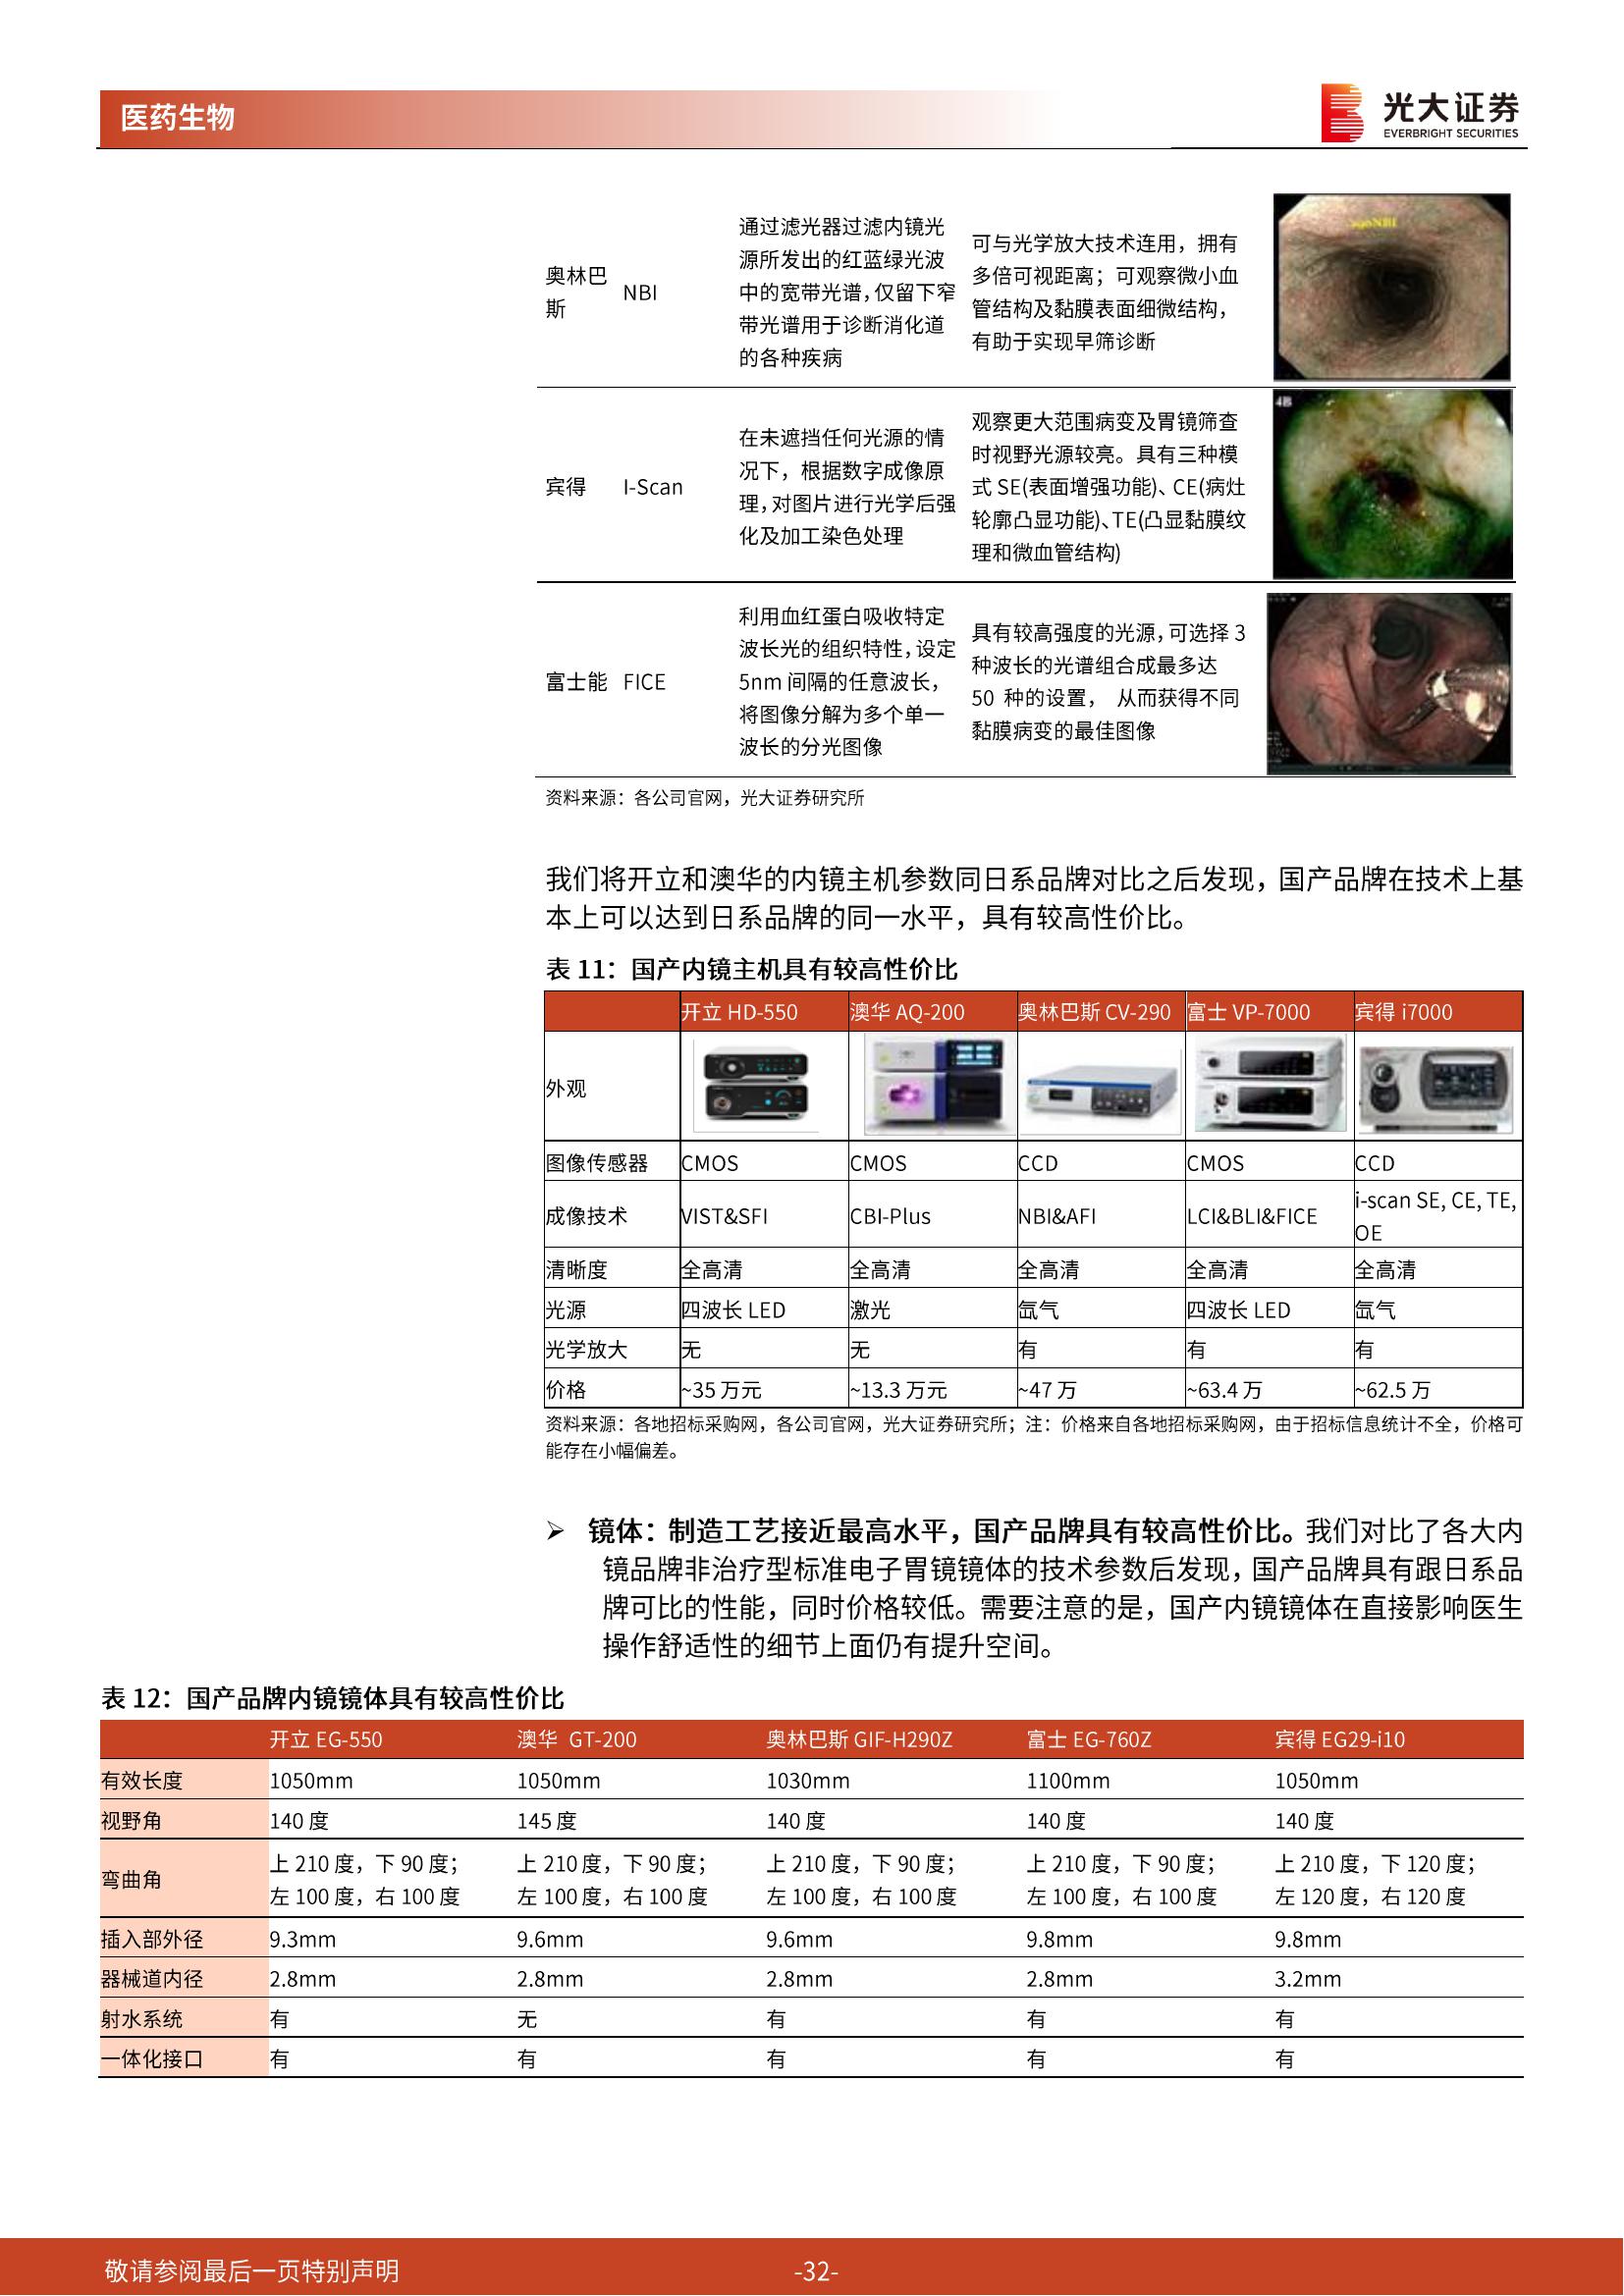 医药生物
光大证券
EVERBRIGHT SECURITIES
奥林巴
斯
NBI
通过滤光器过滤内镜光
源所发出的红蓝绿光波
中的宽带光谱，仅留下窄
带光谱用于诊断消化道
的各种疾病
可与光学放大技术连用，拥有
多倍可视距离；可观察微小血
管结构及黏膜表面细微结构，
有助于实现早筛诊断
290NBI
宾得
I-Scan
在未遮挡任何光源的情
况下，根据数字成像原
理，对图片进行光学后强
化及加工染色处理
观察更大范围病变及胃镜筛查
时视野光源较亮。具有三种模
式 SE(表面增强功能)、CE(病灶
轮廓凸显功能)、TE(凸显黏膜纹
理和微血管结构)
4B
富士能
FICE
利用血红蛋白吸收特定
波长光的组织特性，设定
5nm 间隔的任意波长，
将图像分解为多个单一
波长的分光图像
具有较高强度的光源，可选择 3
种波长的光谱组合成最多达
50 种的设置， 从而获得不同
黏膜病变的最佳图像
资料来源：各公司官网，光大证券研究所
我们将开立和澳华的内镜主机参数同日系品牌对比之后发现，国产品牌在技术上基
本上可以达到日系品牌的同一水平，具有较高性价比。
表 11：国产内镜主机具有较高性价比
开立 HD-550 澳华 AQ-200 奥林巴斯 CV-290 富士 VP-7000 宾得 i7000
外观
图像传感器 CMOS CMOS CCD CMOS CCD
成像技术 VIST&SFI CBI-Plus NBI&AFI LCI&BLI&FICE i-scan SE, CE, TE,
OE
清晰度 全高清 全高清 全高清 全高清 全高清
光源 四波长 LED 激光 氙气 四波长 LED 氙气
光学放大 无 无 有 有 有
价格 ~35 万元 ~13.3 万元 ~47 万 ~63.4 万 ~62.5 万
资料来源：各地招标采购网，各公司官网，光大证券研究所；注：价格来自各地招标采购网，由于招标信息统计不全，价格可
能存在小幅偏差。
➢ 镜体：制造工艺接近最高水平，国产品牌具有较高性价比。我们对比了各大内
镜品牌非治疗型标准电子胃镜镜体的技术参数后发现，国产品牌具有跟日系品
牌可比的性能，同时价格较低。需要注意的是，国产内镜镜体在直接影响医生
操作舒适性的细节上面仍有提升空间。
表 12：国产品牌内镜镜体具有较高性价比
开立 EG-550 澳华 GT-200 奥林巴斯 GIF-H290Z 富士 EG-760Z 宾得 EG29-i10
有效长度 1050mm 1050mm 1030mm 1100mm 1050mm
视野角 140 度 145 度 140 度 140 度 140 度
弯曲角 上 210 度，下 90 度； 上 210 度，下 90 度； 上 210 度，下 90 度； 上 210 度，下 90 度； 上 210 度，下 120 度；
左 100 度，右 100 度 左 100 度，右 100 度 左 100 度，右 100 度 左 100 度，右 100 度 左 120 度，右 120 度
插入部外径 9.3mm 9.6mm 9.6mm 9.8mm 9.8mm
器械道内径 2.8mm 2.8mm 2.8mm 2.8mm 3.2mm
射水系统 有 无 有 有 有
一体化接口 有 有 有 有 有
敬请参阅最后一页特别声明
-32-